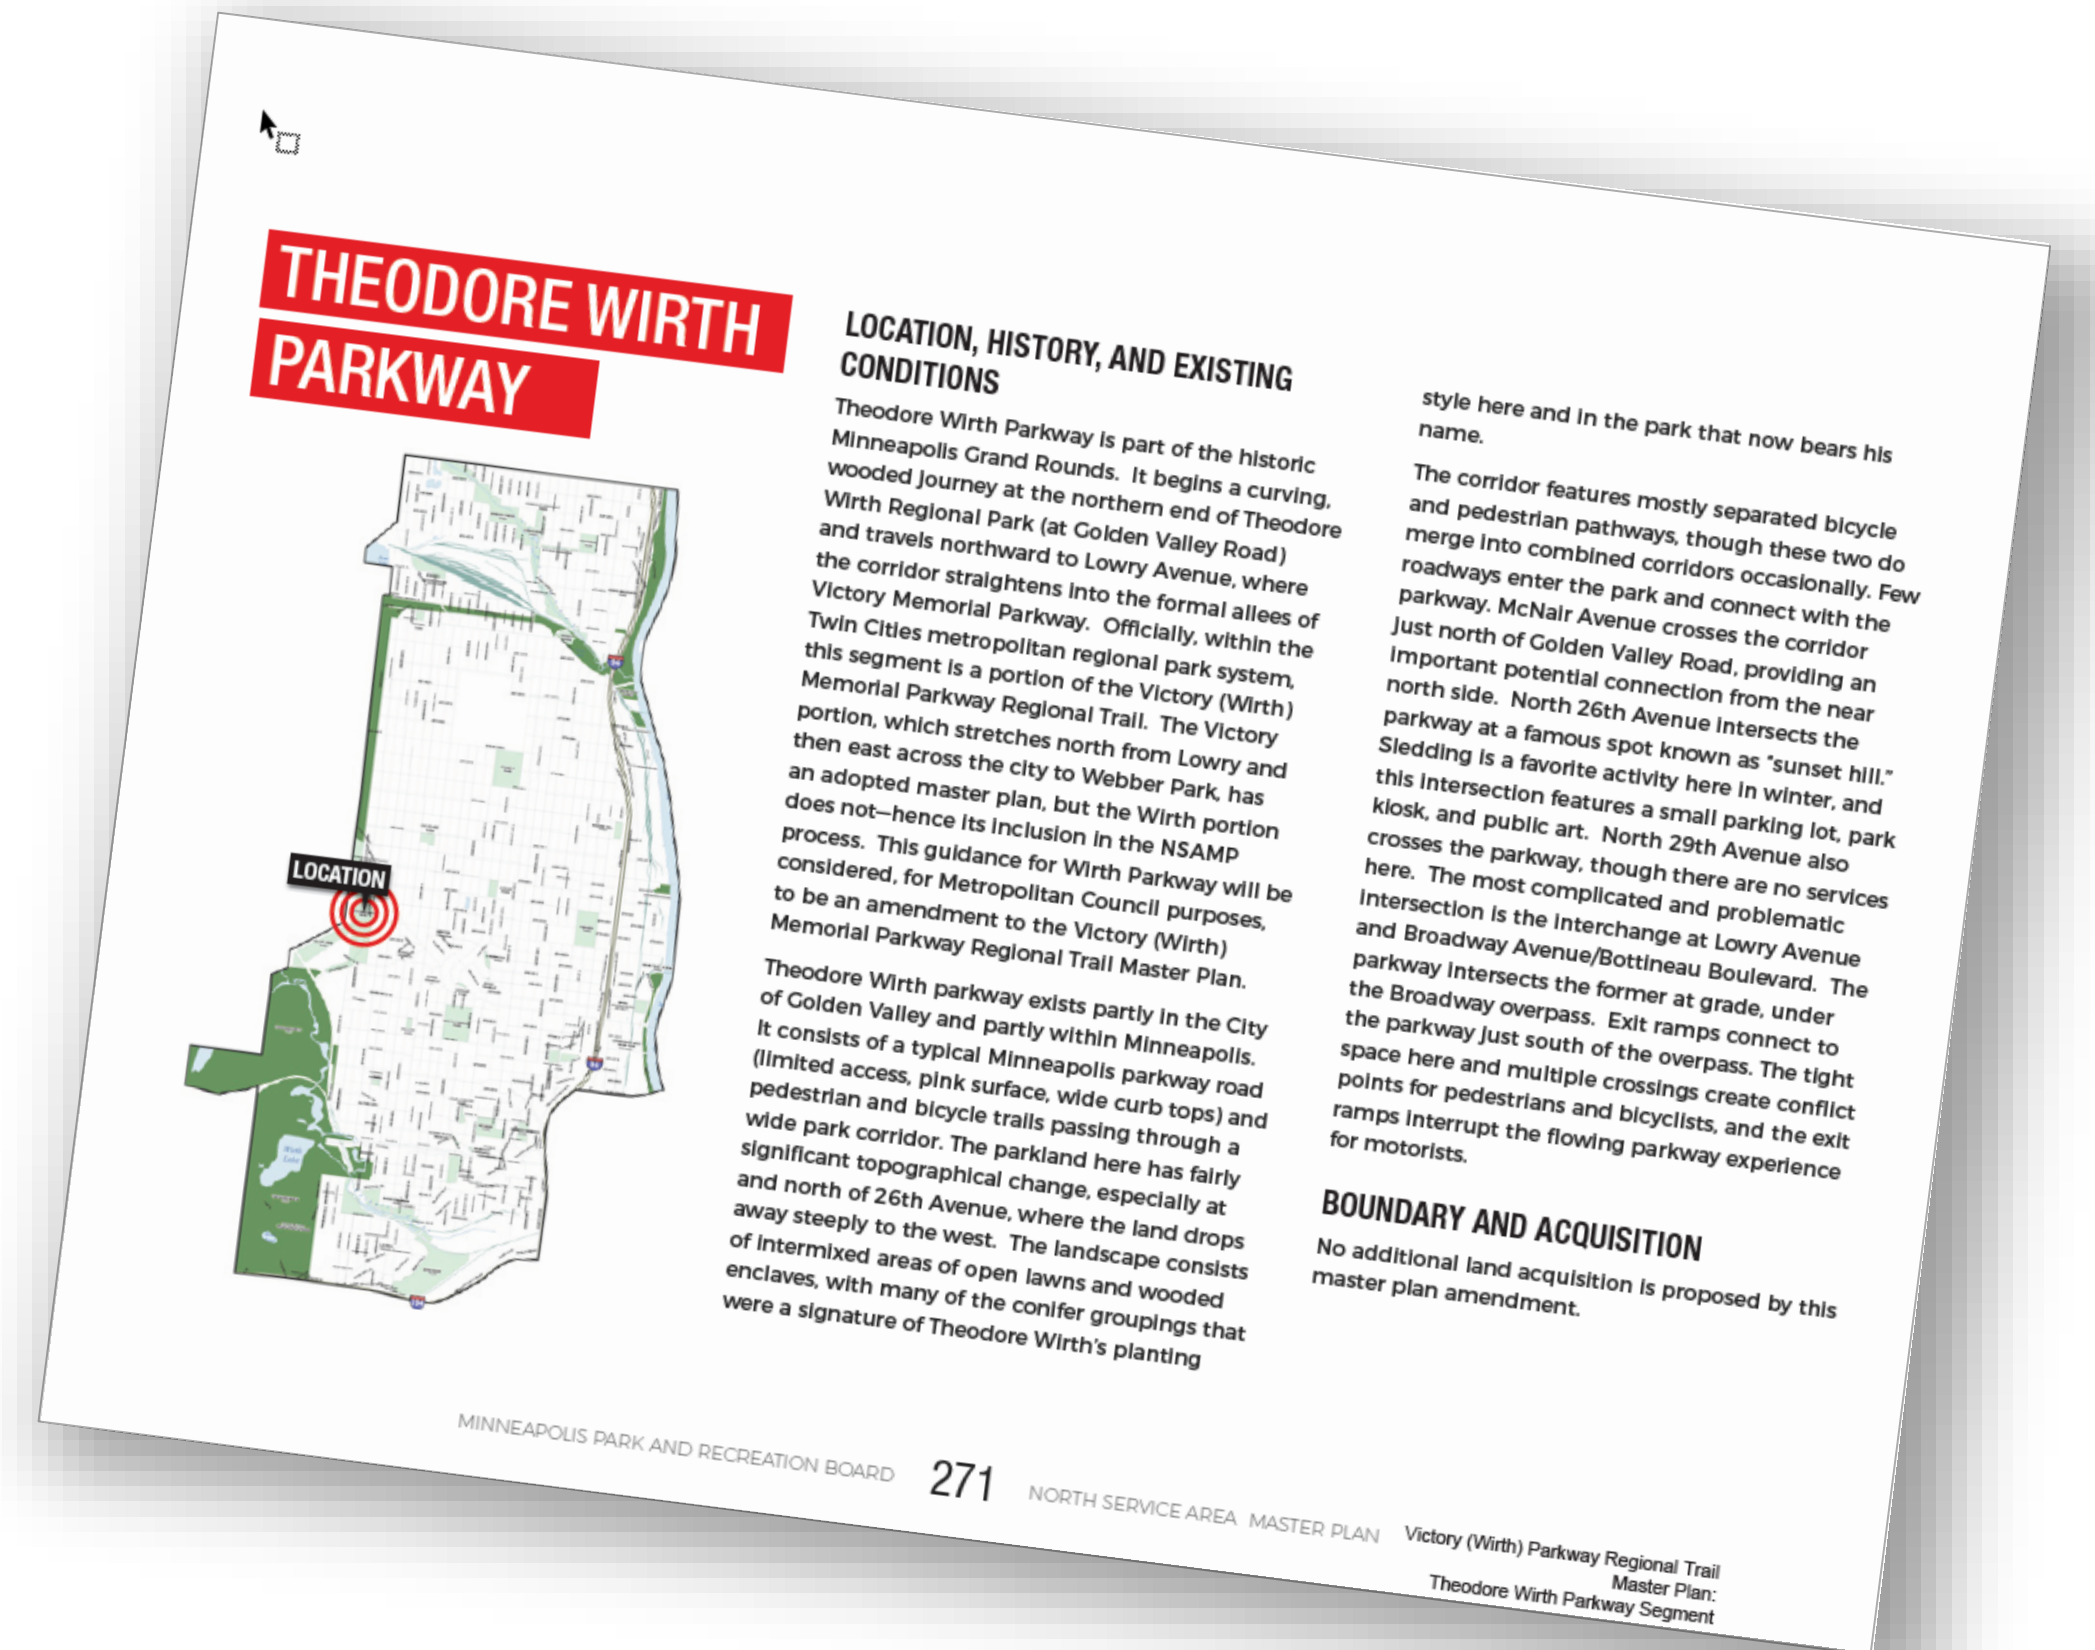 THEODORE WIRTH
PARKWAY
LOCATION
Wirth
Lake
94
94
394
LOCATION, HISTORY, AND EXISTING
CONDITIONS
Theodore Wirth Parkway is part of the historic
Minneapolis Grand Rounds. It begins a curving,
wooded journey at the northern end of Theodore
Wirth Regional Park (at Golden Valley Road)
and travels northward to Lowry Avenue, where
the corridor straightens into the formal allees of
Victory Memorial Parkway. Officially, within the
Twin Cities metropolitan regional park system,
this segment is a portion of the Victory (Wirth)
Memorial Parkway Regional Trail. The Victory
portion, which stretches north from Lowry and
then east across the city to Webber Park, has
an adopted master plan, but the Wirth portion
does not—hence its inclusion in the NSAMP
process. This guidance for Wirth Parkway will be
considered, for Metropolitan Council purposes,
to be an amendment to the Victory (Wirth)
Memorial Parkway Regional Trail Master Plan.
Theodore Wirth parkway exists partly in the City
of Golden Valley and partly within Minneapolis.
It consists of a typical Minneapolis parkway road
(limited access, pink surface, wide curb tops) and
pedestrian and bicycle trails passing through a
wide park corridor. The parkland here has fairly
significant topographical change, especially at
and north of 26th Avenue, where the land drops
away steeply to the west. The landscape consists
of intermixed areas of open lawns and wooded
enclaves, with many of the conifer groupings that
were a signature of Theodore Wirth's planting
style here and in the park that now bears his
name.
The corridor features mostly separated bicycle
and pedestrian pathways, though these two do
merge into combined corridors occasionally. Few
roadways enter the park and connect with the
parkway. McNair Avenue crosses the corridor
just north of Golden Valley Road, providing an
important potential connection from the near
north side. North 26th Avenue intersects the
parkway at a famous spot known as "sunset hill."
Sledding is a favorite activity here in winter, and
this intersection features a small parking lot, park
kiosk, and public art. North 29th Avenue also
crosses the parkway, though there are no services
here. The most complicated and problematic
intersection is the interchange at Lowry Avenue
and Broadway Avenue/Bottineau Boulevard. The
parkway intersects the former at grade, under
the Broadway overpass. Exit ramps connect to
the parkway just south of the overpass. The tight
space here and multiple crossings create conflict
points for pedestrians and bicyclists, and the exit
ramps interrupt the flowing parkway experience
for motorists.
BOUNDARY AND ACQUISITION
No additional land acquisition is proposed by this
master plan amendment.
MINNEAPOLIS PARK AND RECREATION BOARD 271 NORTH SERVICE AREA MASTER PLAN
Victory (Wirth) Parkway Regional Trail
Master Plan:
Theodore Wirth Parkway Segment